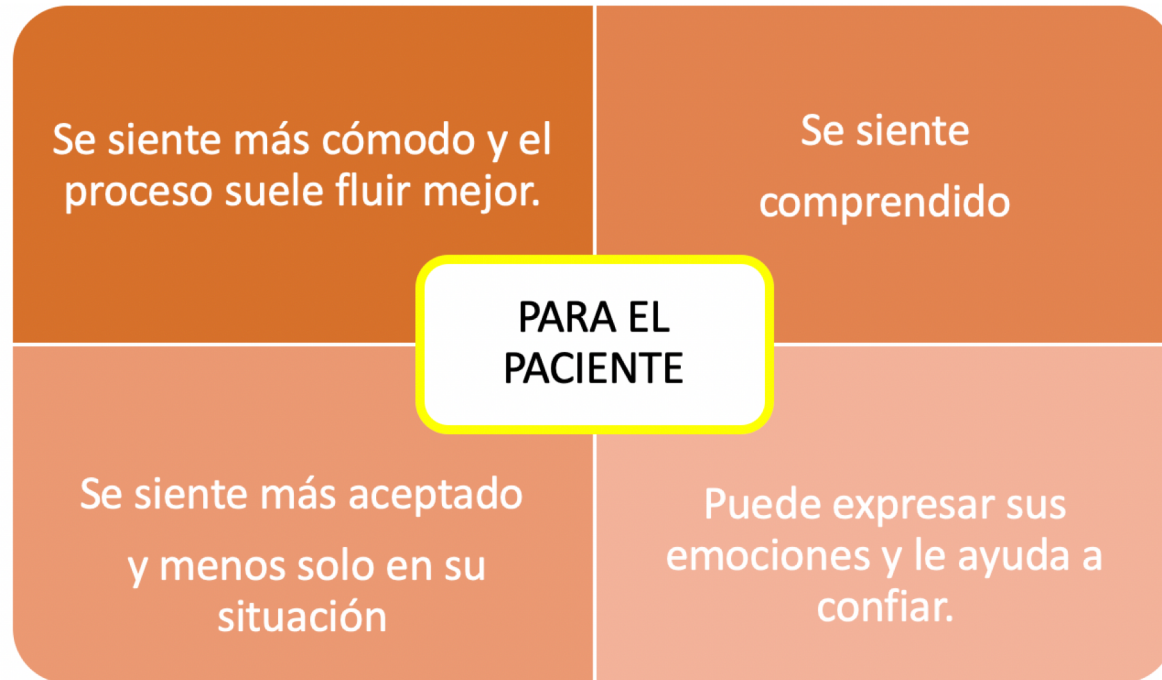 Se siente más cómodo y el
proceso suele fluir mejor.
Se siente
comprendido
PARA EL
PACIENTE
Se siente más aceptado
y menos solo en su
situación
Puede expresar sus
emociones y le ayuda a
confiar.